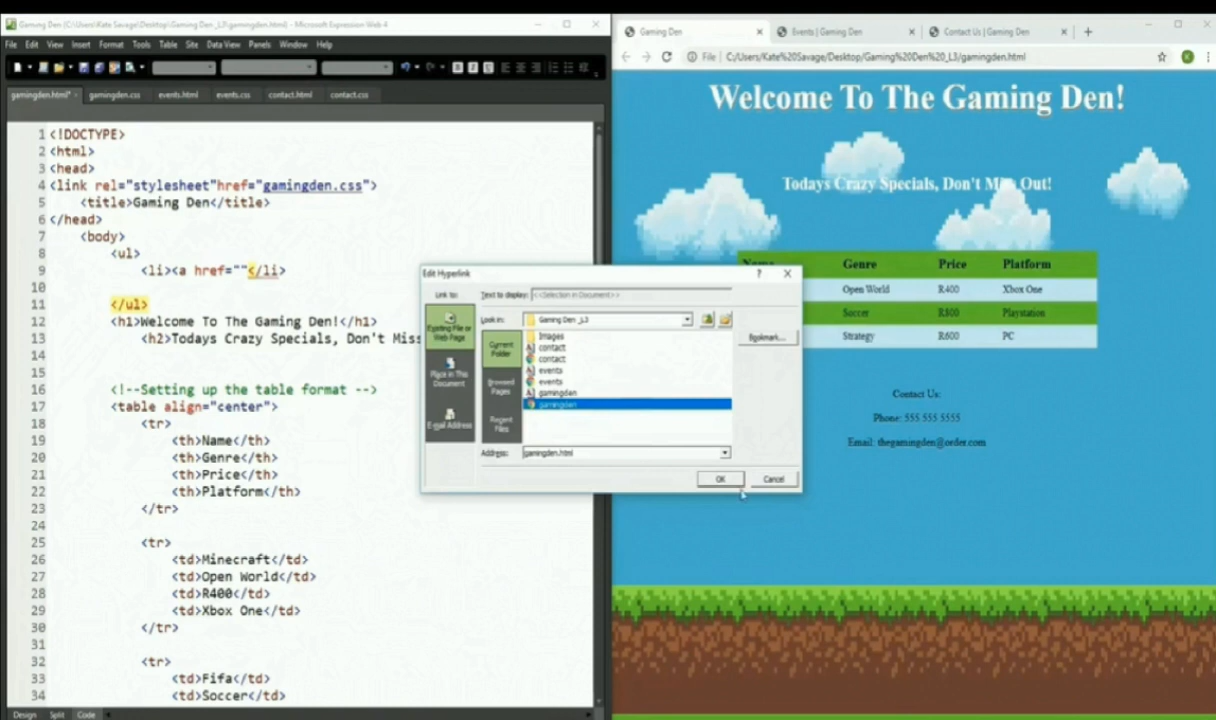 Gaming Den (C:\Users\Kate Savage\Desktop\Gaming Den _L3\gamingden.html) - Microsoft Expression Web 4
File Edit View Insert Format Tools Table Site Data View Panels Window Help
gamingden.html* × gamingden.css events.html events.css contact.html contact.css
1 <!DOCTYPE>
2 <html>
3 <head>
4 <link rel="stylesheet"href="gamingden.css">
5 <title>Gaming Den</title>
6 </head>
7 <body>
8 <ul>
9 <li><a href=""</li>
10
11 </ul>
12 <h1>Welcome To The Gaming Den!</h1>
13 <h2>Todays Crazy Specials, Don't Miss
14
15
16 <!--Setting up the table format -->
17 <table align="center">
18 <tr>
19 <th>Name</th>
20 <th>Genre</th>
21 <th>Price</th>
22 <th>Platform</th>
23 </tr>
24
25 <tr>
26 <td>Minecraft</td>
27 <td>Open World</td>
28 <td>R400</td>
29 <td>Xbox One</td>
30 </tr>
31
32 <tr>
33 <td>Fifa</td>
34 <td>Soccer</td>
Design Split Code
Edit Hyperlink ? ×
Link to: Text to display: <<Selection in Document>>
Existing File or Web Page
Place in This Document
E-mail Address
Look in: Gaming Den _L3
Current Folder
Browsed Pages
Recent Files
Images
contact
contact
events
events
gamingden
gamingden
Bookmark...
Address: gamingden.html
OK Cancel
Gaming Den × Events | Gaming Den × Contact Us | Gaming Den × +
File | C:/Users/Kate%20Savage/Desktop/Gaming%20Den%20_L3/gamingden.html
Welcome To The Gaming Den!
Todays Crazy Specials, Don't Miss Out!
Name Genre Price Platform
Open World R400 Xbox One
Soccer R800 Playstation
Strategy R600 PC
Contact Us:
Phone: 555 555 5555
Email: thegamingden@order.com